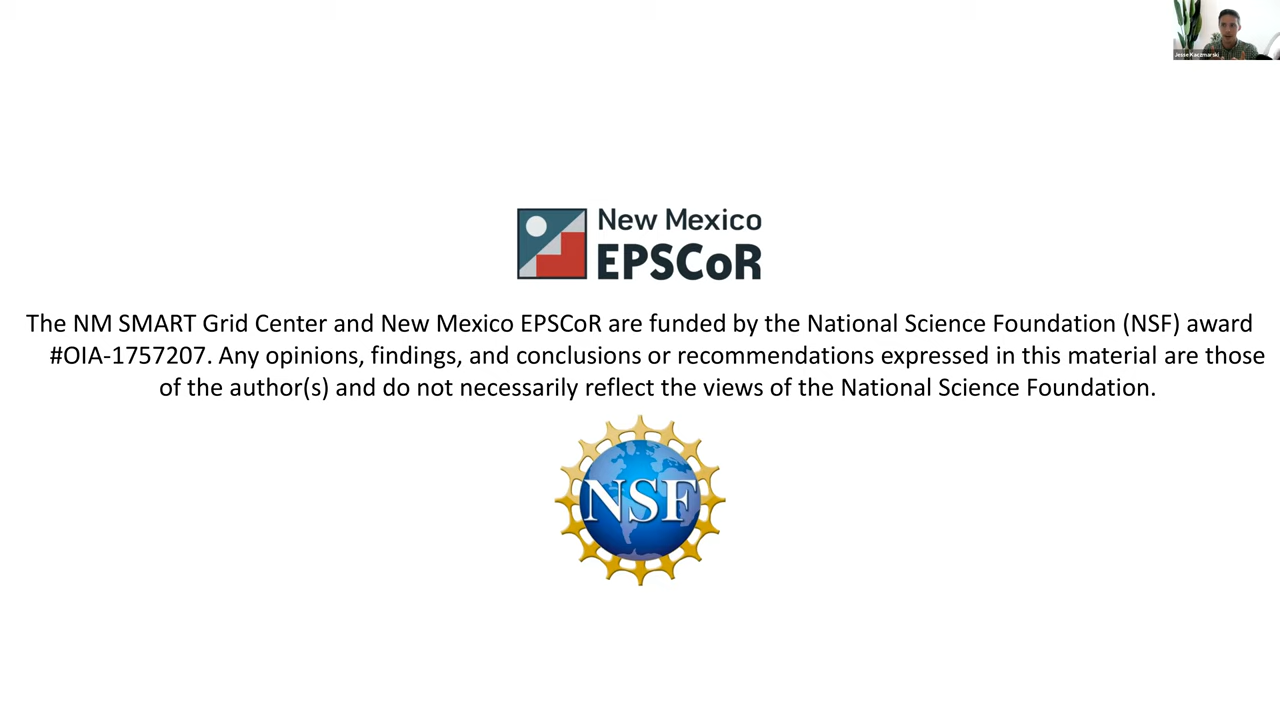 Jesse Kaczmarski
New Mexico
EPSCoR
The NM SMART Grid Center and New Mexico EPSCoR are funded by the National Science Foundation (NSF) award
#OIA-1757207. Any opinions, findings, and conclusions or recommendations expressed in this material are those
of the author(s) and do not necessarily reflect the views of the National Science Foundation.
NSF